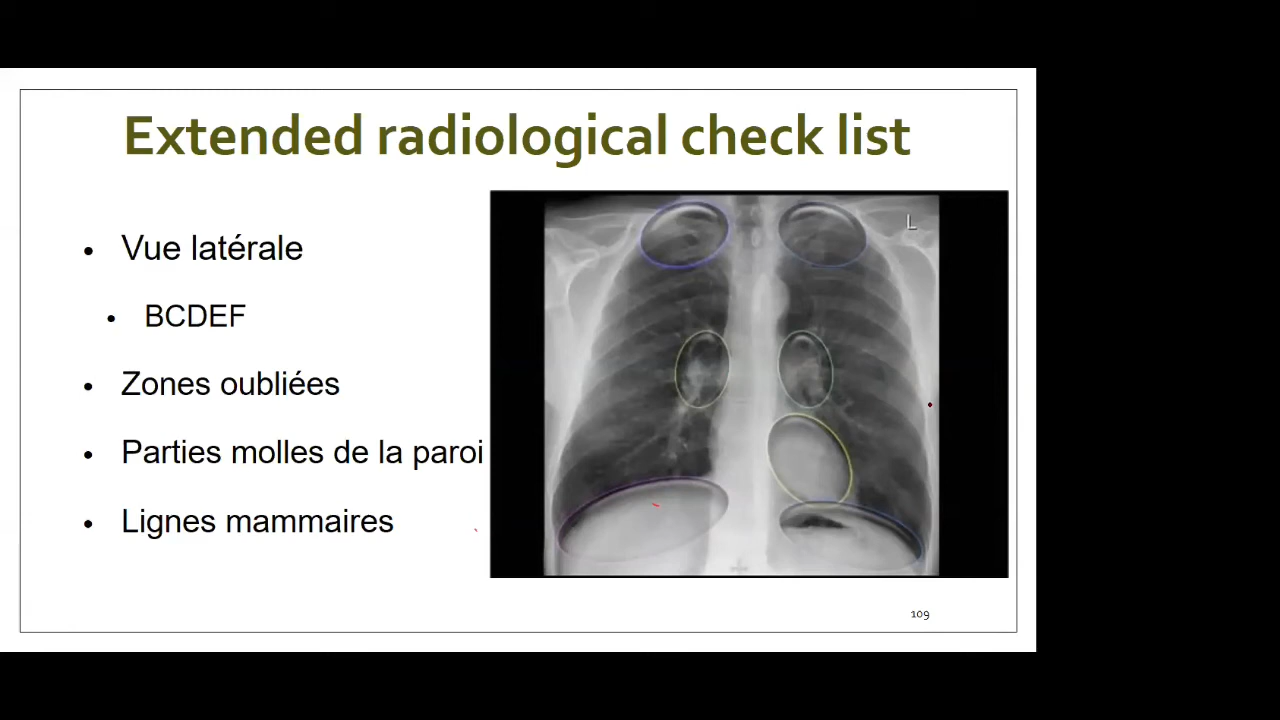 Extended radiological check list
• Vue latérale
• BCDEF
• Zones oubliées
• Parties molles de la paroi
• Lignes mammaires
L
109